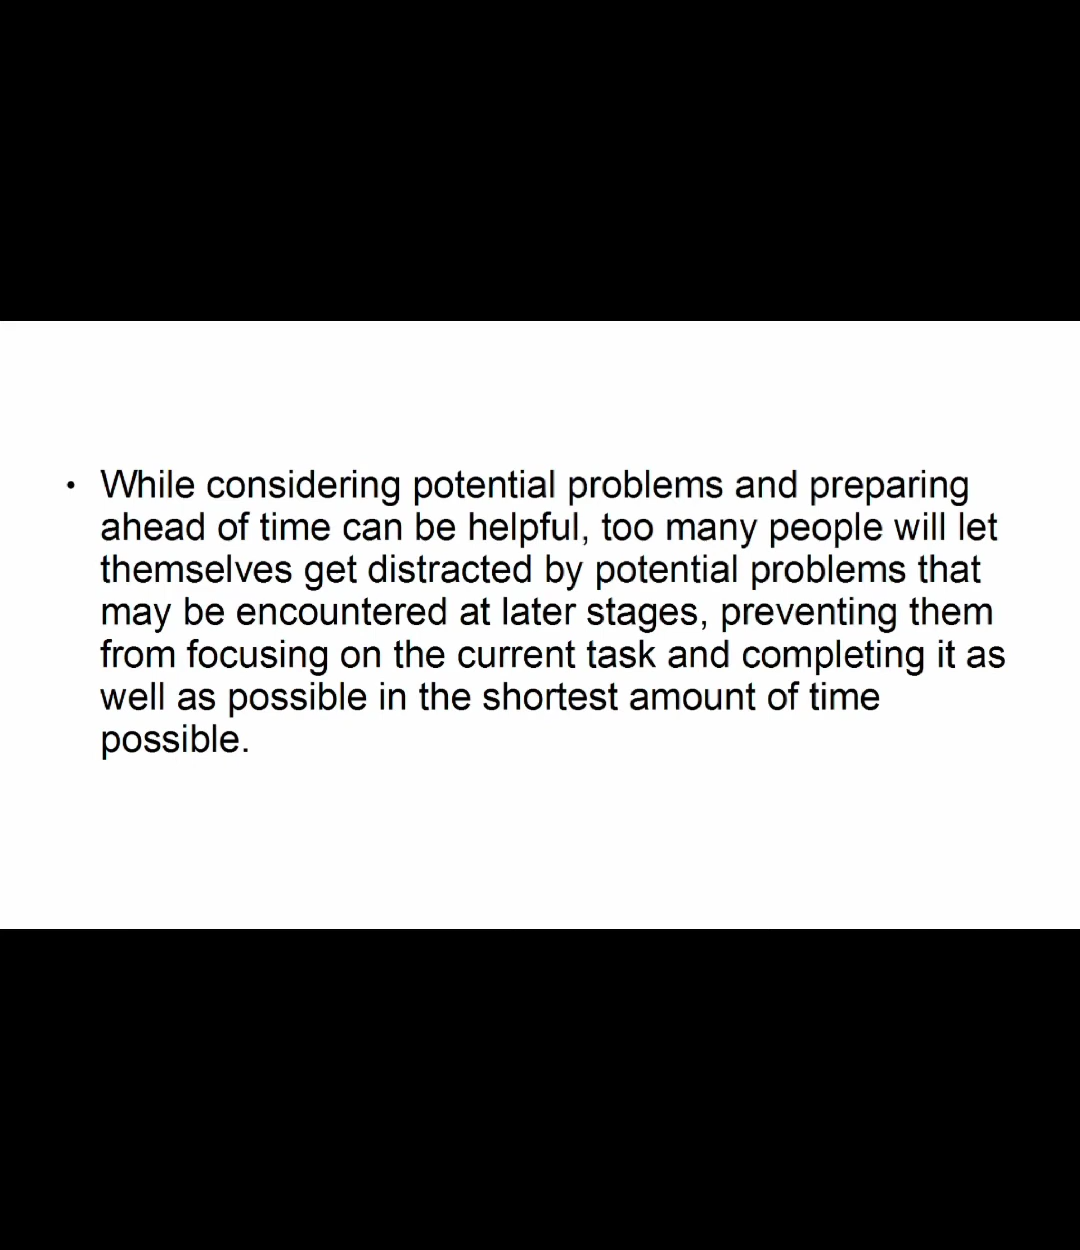 • While considering potential problems and preparing
ahead of time can be helpful, too many people will let
themselves get distracted by potential problems that
may be encountered at later stages, preventing them
from focusing on the current task and completing it as
well as possible in the shortest amount of time
possible.